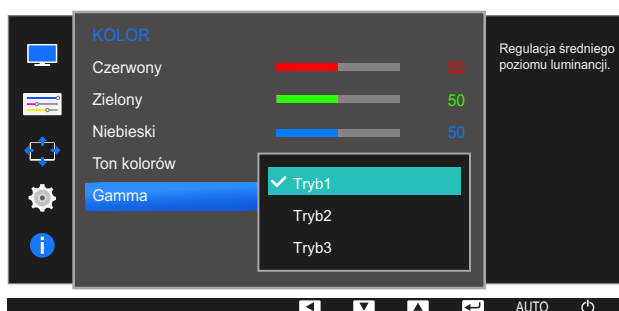 KOLOR
Czerwony 50
Zielony 50
Niebieski 50
Ton kolorów
Gamma
Tryb1
Tryb2
Tryb3
Regulacja średniego
poziomu luminancji.
AUTO